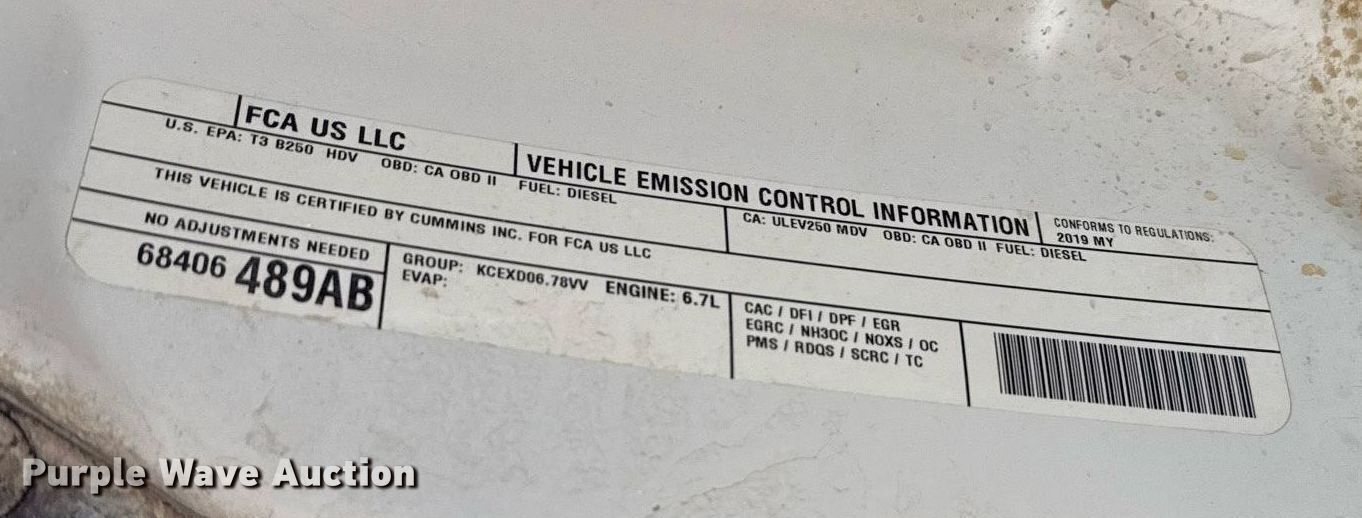 FCA US LLC
VEHICLE EMISSION CONTROL INFORMATION
CONFORMS TO REGULATIONS:
2019 MY
U.S. EPA: T3 B250 HDV OBD: CA OBD II FUEL: DIESEL
CA: ULEV250 MDV OBD: CA OBD II FUEL: DIESEL
THIS VEHICLE IS CERTIFIED BY CUMMINS INC. FOR FCA US LLC
NO ADJUSTMENTS NEEDED
68406 489AB
GROUP: KCEXD06.78VV ENGINE: 6.7L
EVAP:
CAC / DFI / DPF / EGR
EGRC / NH3OC / NOXS / OC
PMS / RDQS / SCRC / TC
Purple Wave Auction